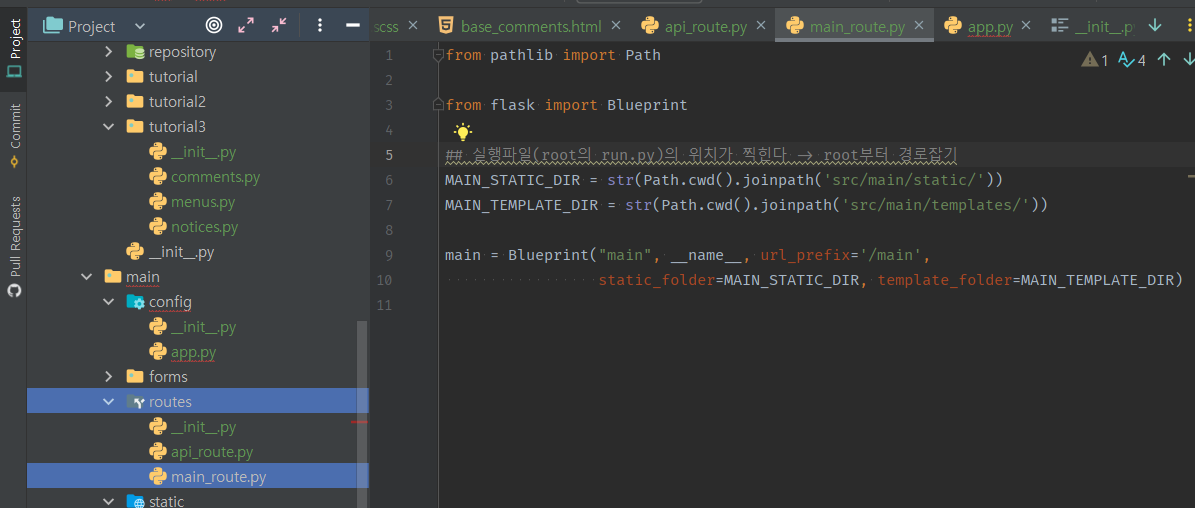 Project
scss
base_comments.html
api_route.py
main_route.py
app.py
__init__.p
Project
Commit
Pull Requests
repository
tutorial
tutorial2
tutorial3
__init__.py
comments.py
menus.py
notices.py
__init__.py
main
config
__init__.py
app.py
forms
routes
__init__.py
api_route.py
main_route.py
static
1 from pathlib import Path
1 4
2
3 from flask import Blueprint
4
5 ## 실행파일(root의 run.py)의 위치가 찍힌다 -> root부터 경로잡기
6 MAIN_STATIC_DIR = str(Path.cwd().joinpath('src/main/static/'))
7 MAIN_TEMPLATE_DIR = str(Path.cwd().joinpath('src/main/templates/'))
8
9 main = Blueprint("main", __name__, url_prefix='/main',
10 static_folder=MAIN_STATIC_DIR, template_folder=MAIN_TEMPLATE_DIR)
11